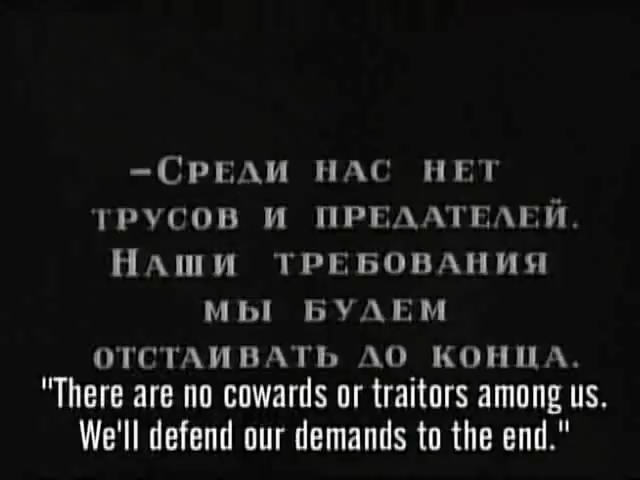 –Среди нас нет
трусов и предателей.
Наши требования
мы будем
отстаивать до конца.
"There are no cowards or traitors among us.
We'll defend our demands to the end."